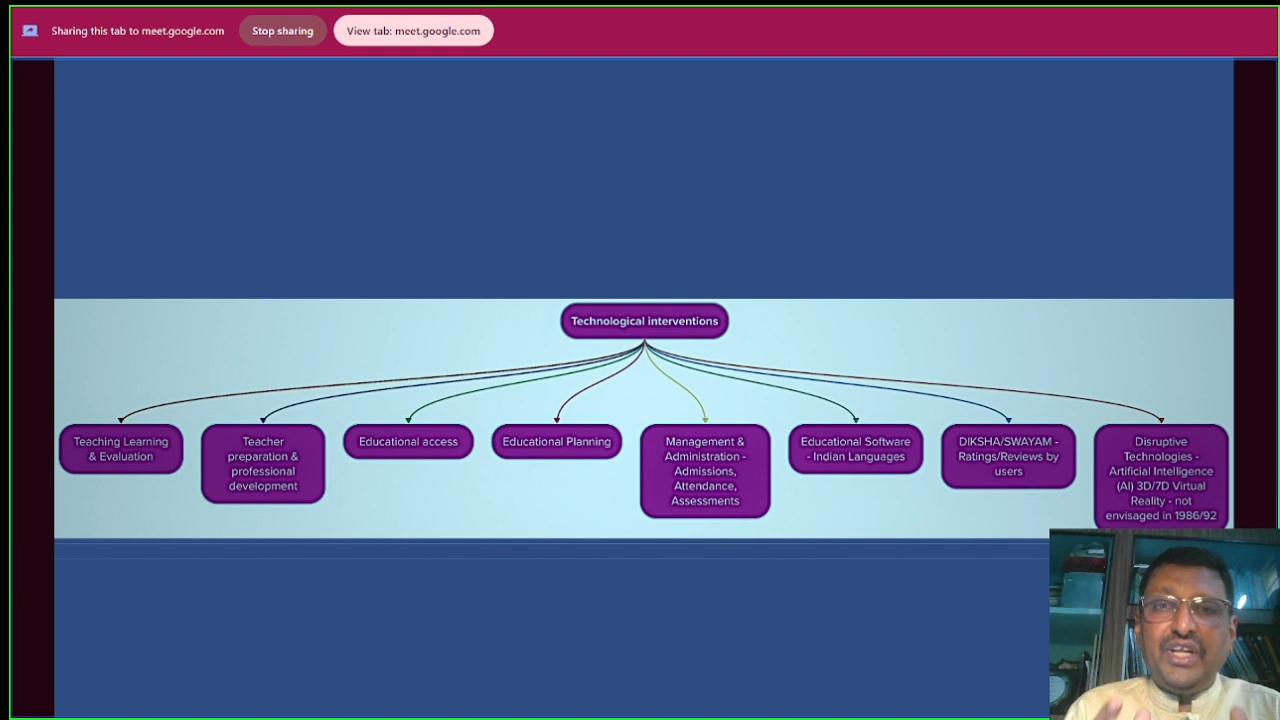 Sharing this tab to meet.google.com
Stop sharing
View tab: meet.google.com
Technological interventions
Teaching Learning
& Evaluation
Teacher
preparation &
professional
development
Educational access
Educational Planning
Management &
Administration -
Admissions,
Attendance,
Assessments
Educational Software
- Indian Languages
DIKSHA/SWAYAM -
Ratings/Reviews by
users
Disruptive
Technologies -
Artificial Intelligence
(AI) 3D/7D Virtual
Reality - not
envisaged in 1986/92